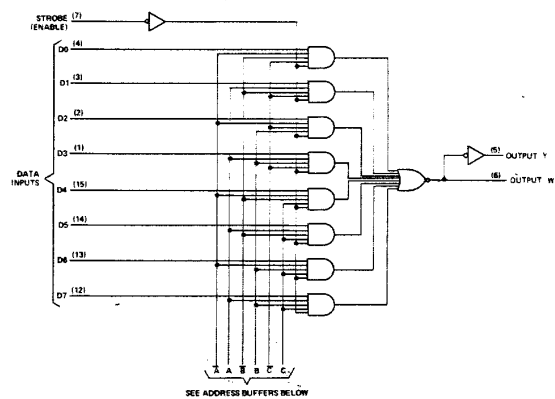 STROBE (7)
(ENABLE)
D0 (4)
D1 (3)
D2 (2)
D3 (1)
DATA
INPUTS
D4 (15)
D5 (14)
D6 (13)
D7 (12)
(5) OUTPUT Y
(6) OUTPUT W
A̅ A B̅ B C̅ C
SEE ADDRESS BUFFERS BELOW